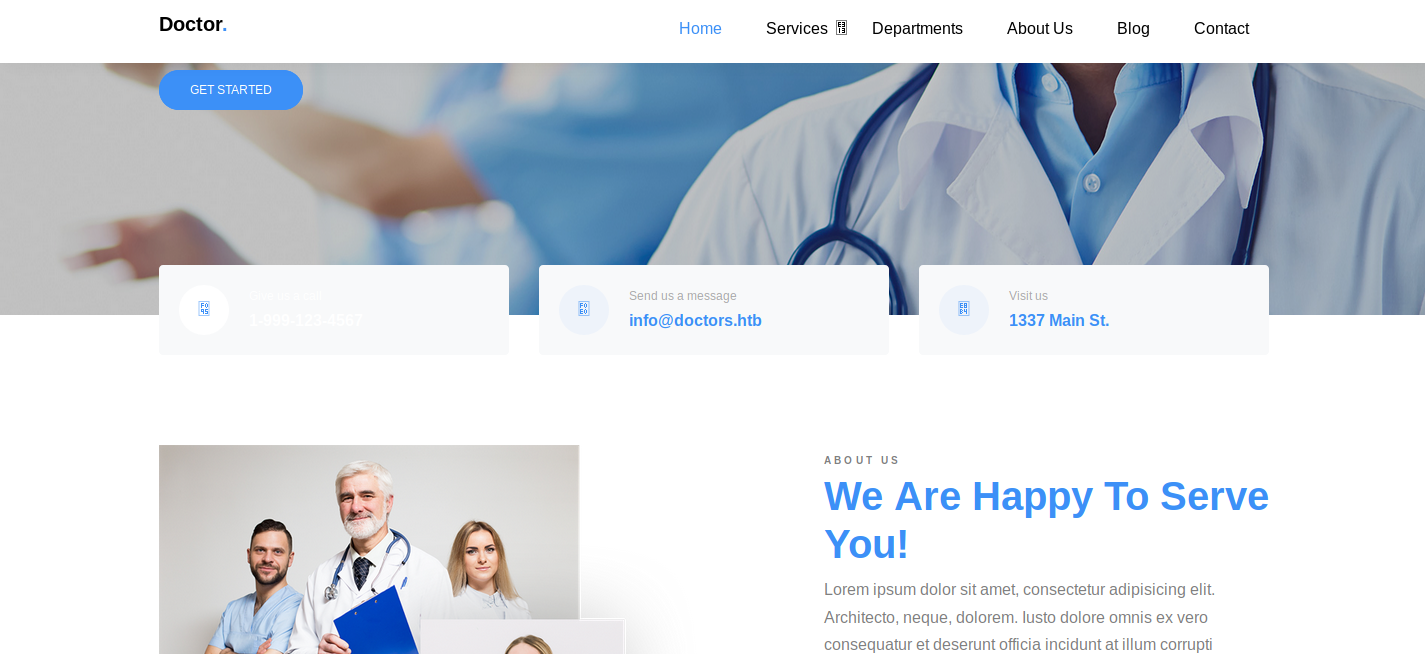 Doctor.
Home Services Departments About Us Blog Contact
GET STARTED
1-999-123-4567
Send us a message
info@doctors.htb
Visit us
1337 Main St.
ABOUT US
We Are Happy To Serve
You!
Lorem ipsum dolor sit amet, consectetur adipisicing elit.
Architecto, neque, dolorem. Iusto dolore omnis ex vero
consequatur et deserunt officia incidunt at illum corrupti